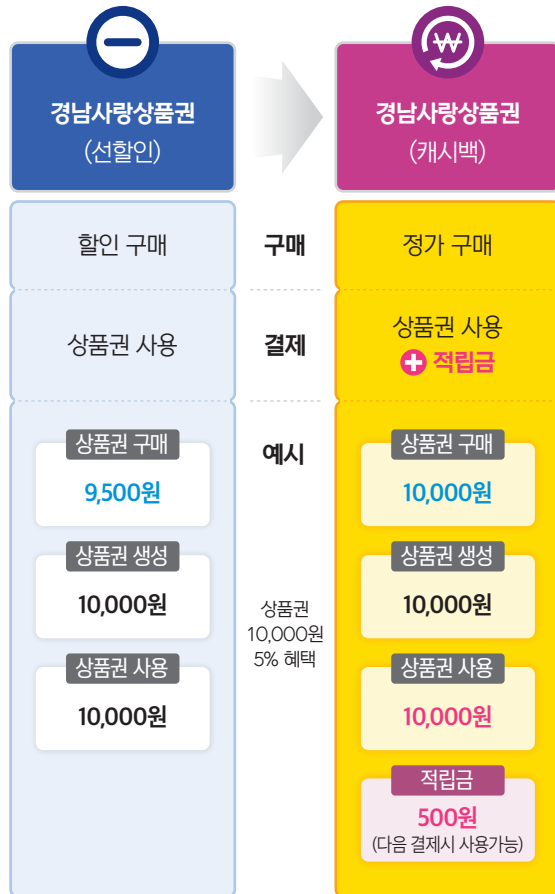 경남사랑상품권
(선할인)
₩
경남사랑상품권
(캐시백)
할인 구매
구매
정가 구매
상품권 사용
결제
상품권 사용
적립금
예시
상품권 구매
9,500원
상품권 생성
10,000원
상품권 사용
10,000원
상품권
10,000원
5% 혜택
상품권 구매
10,000원
상품권 생성
10,000원
상품권 사용
10,000원
적립금
500원
(다음 결제시 사용가능)